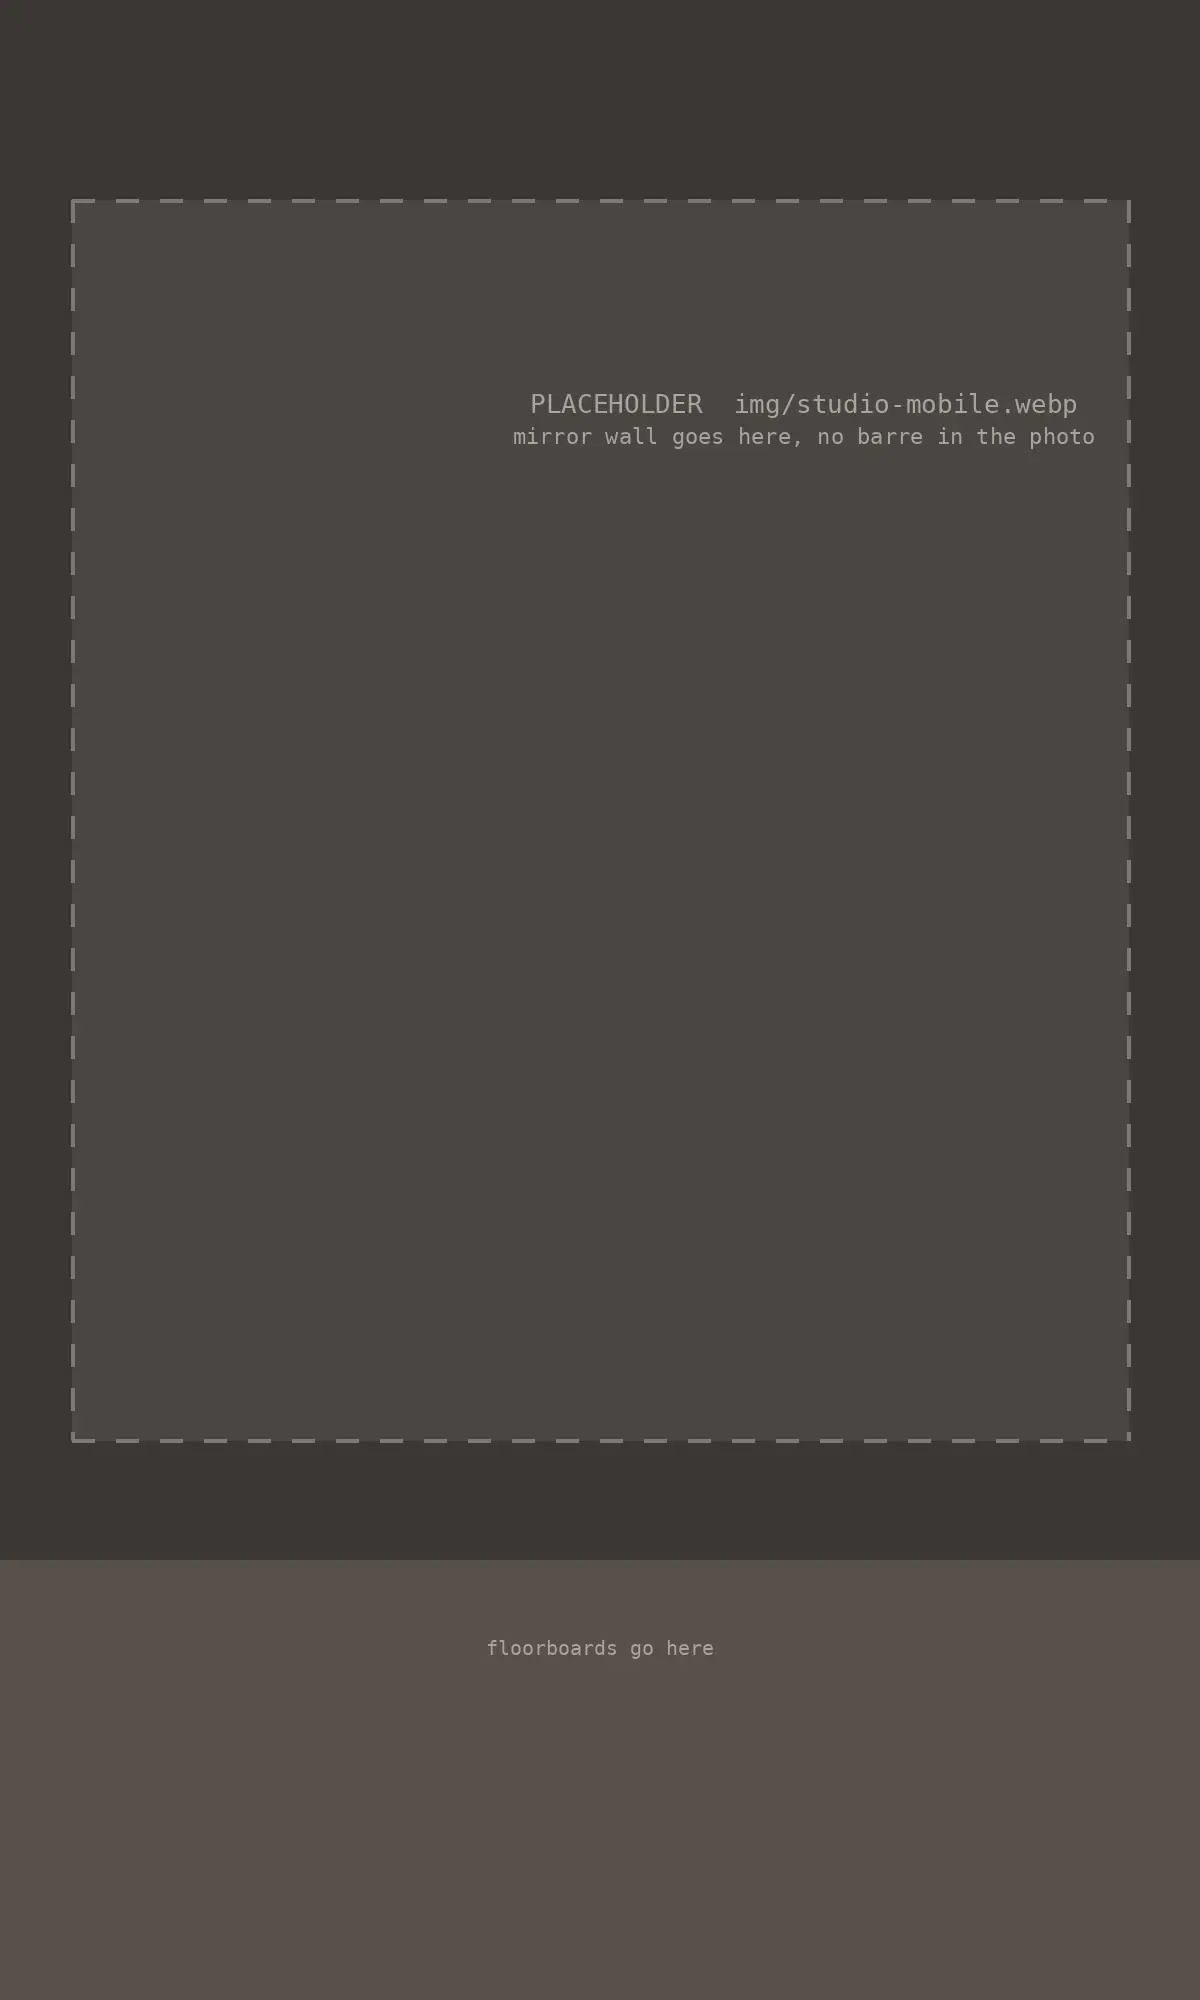 PLACEHOLDER  img/studio-mobile.webp
mirror wall goes here, no barre in the photo
floorboards go here